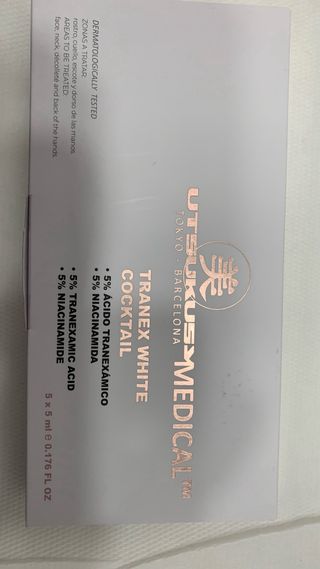 美
UTSUKUSY MEDICAL™
TOKYO - BARCELONA
TRANEX WHITE
COCKTAIL
• 5% ÁCIDO TRANEXÁMICO
• 5% NIACINAMIDA
• 5% TRANEXAMIC ACID
• 5% NIACINAMIDE
DERMATOLOGICALLY TESTED
ZONAS A TRATAR:
rostro, cuello, escote y dorso de las manos.
AREAS TO BE TREATED:
face, neck, décolleté and back of the hands.
5 x 5 ml ℮ 0.176 FL OZ